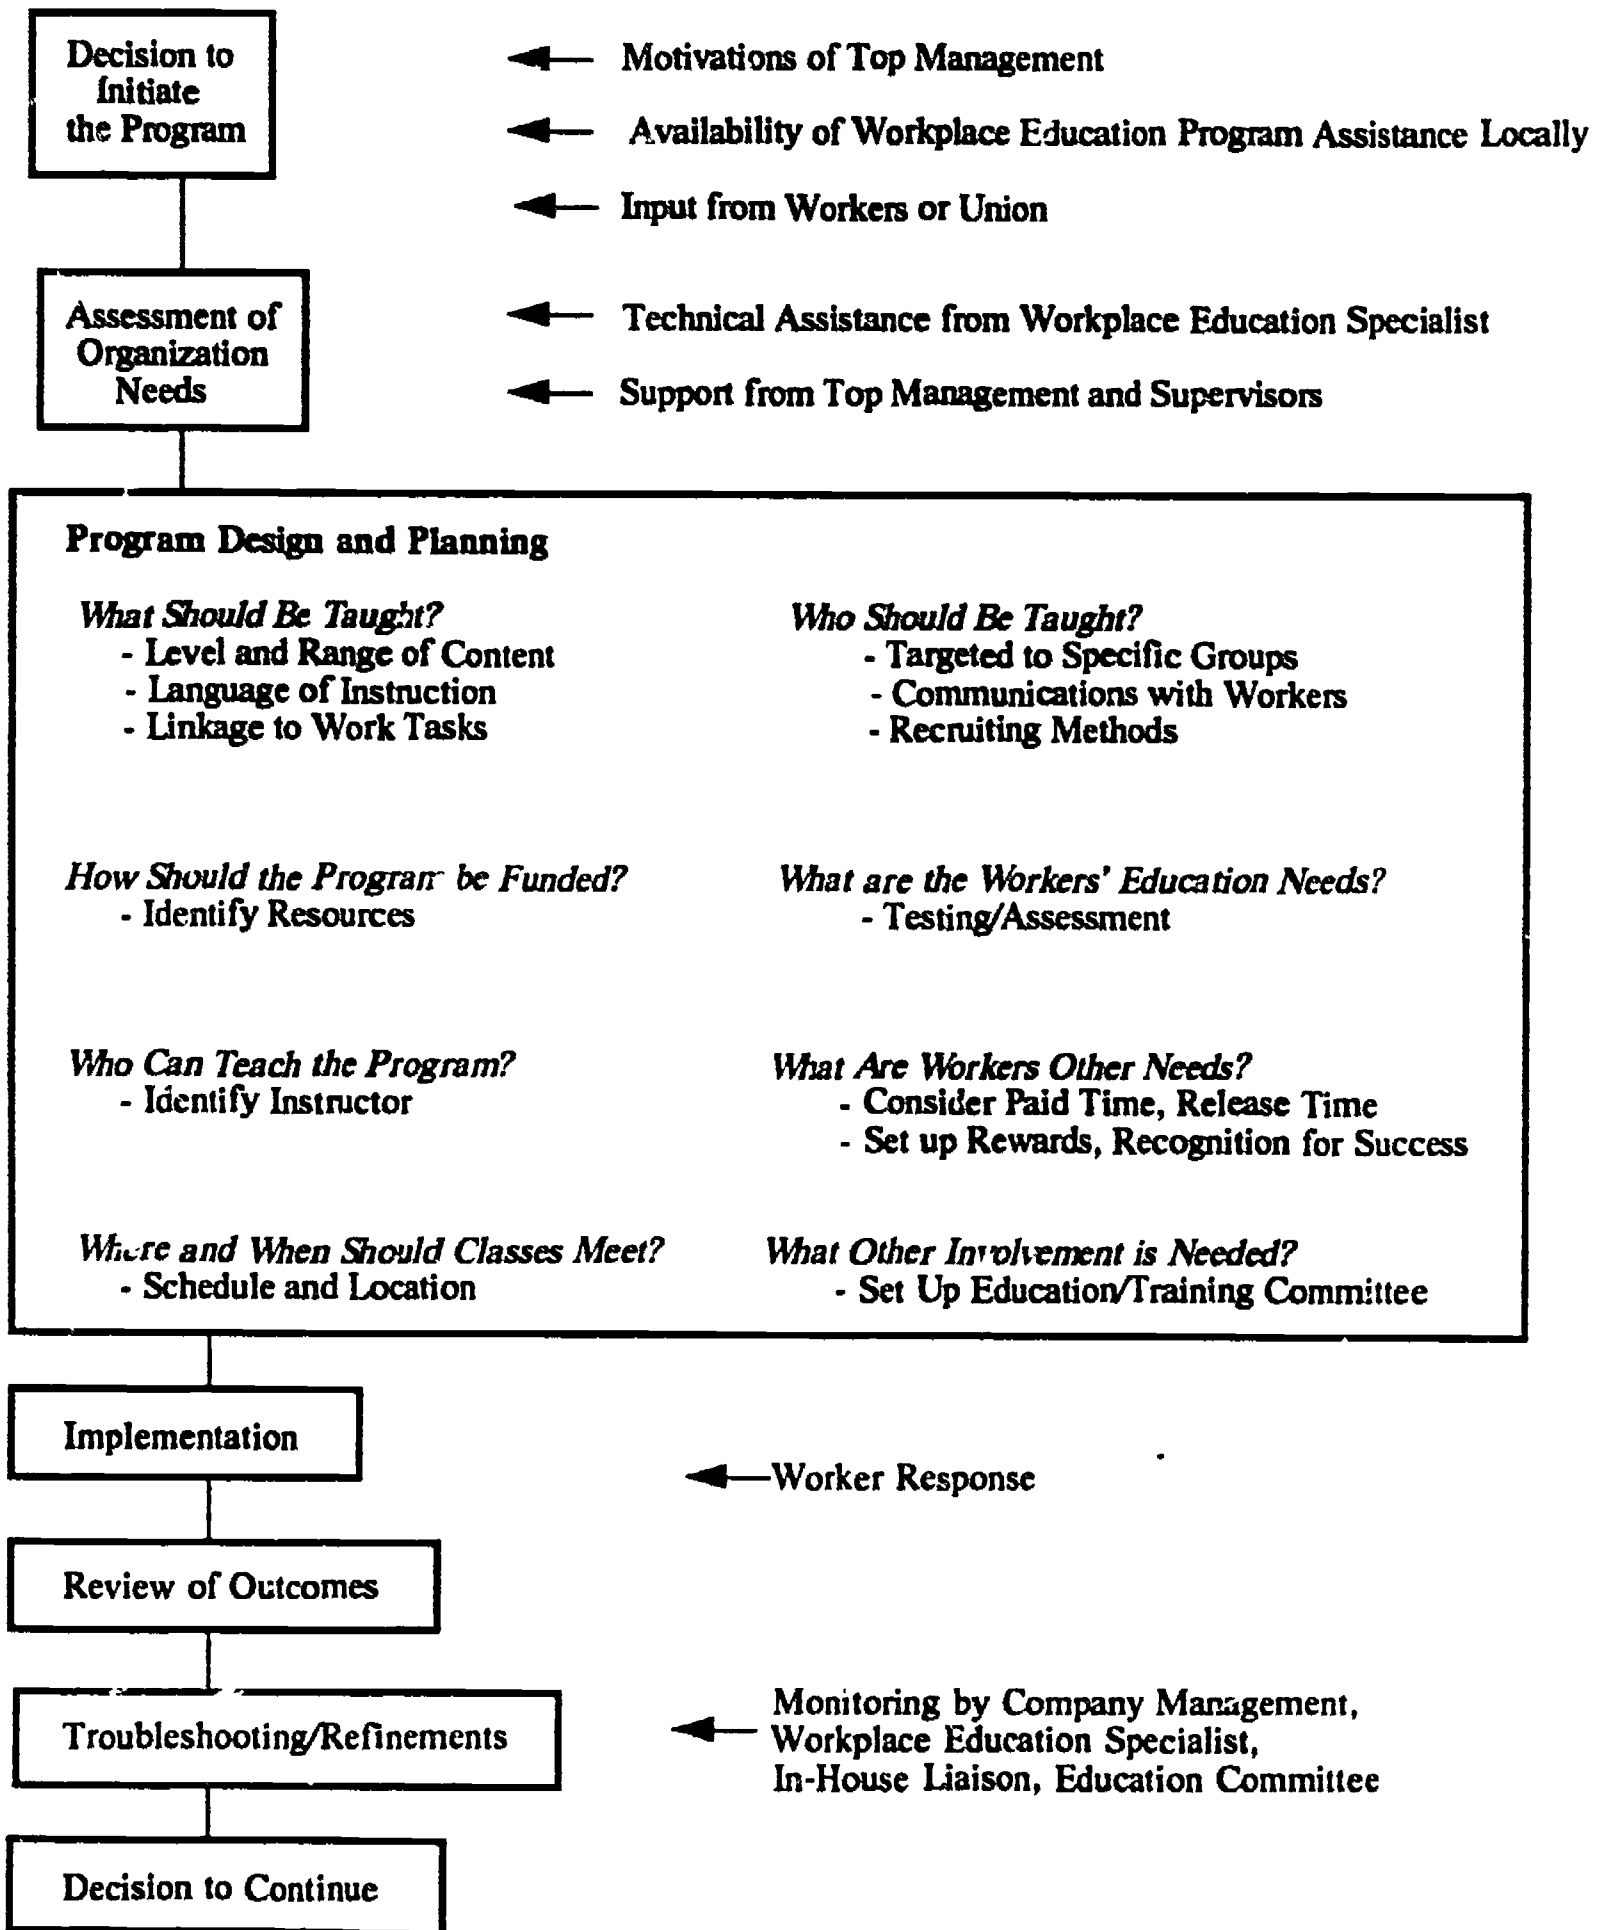 Decision to
Initiate
the Program
Motivations of Top Management
Availability of Workplace Education Program Assistance Locally
Input from Workers or Union
Assessment of
Organization
Needs
Technical Assistance from Workplace Education Specialist
Support from Top Management and Supervisors
Program Design and Planning
What Should Be Taught?
- Level and Range of Content
- Language of Instruction
- Linkage to Work Tasks
Who Should Be Taught?
- Targeted to Specific Groups
- Communications with Workers
- Recruiting Methods
How Should the Program be Funded?
- Identify Resources
What are the Workers' Education Needs?
- Testing/Assessment
Who Can Teach the Program?
- Identify Instructor
What Are Workers Other Needs?
- Consider Paid Time, Release Time
- Set up Rewards, Recognition for Success
Where and When Should Classes Meet?
- Schedule and Location
What Other Involvement is Needed?
- Set Up Education/Training Committee
Implementation
Worker Response
Review of Outcomes
Troubleshooting/Refinements
Monitoring by Company Management,
Workplace Education Specialist,
In-House Liaison, Education Committee
Decision to Continue